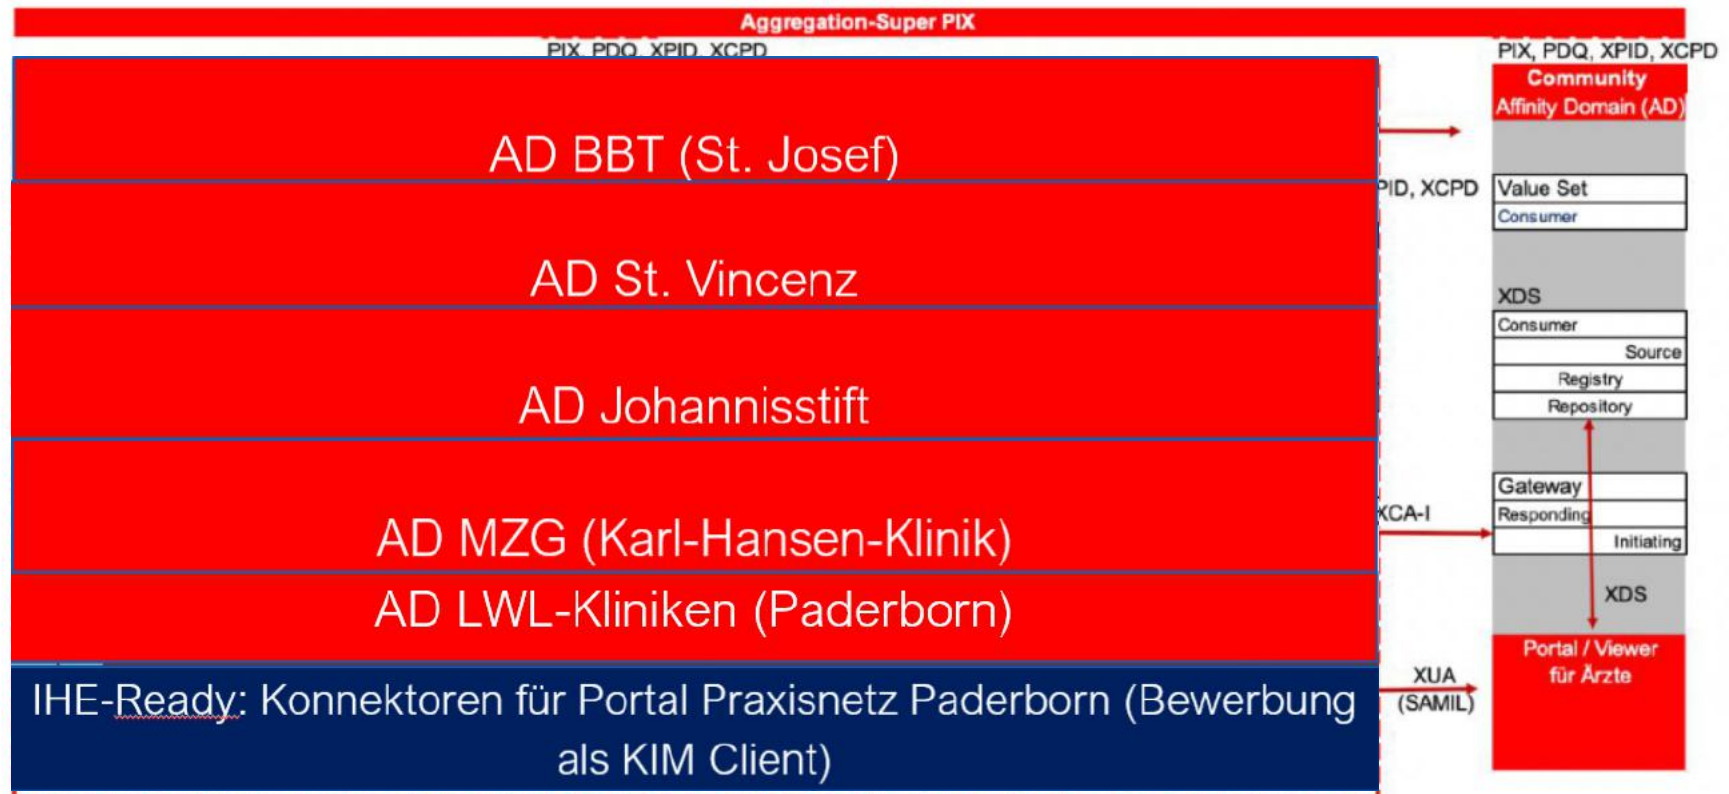 Aggregation-Super PIX
PIX, PDQ, XPID, XCPD
PIX, PDQ, XPID, XCPD
Community
Affinity Domain (AD)
AD BBT (St. Josef)
PID, XCPD
Value Set
Consumer
AD St. Vincenz
XDS
Consumer
Source
Registry
Repository
AD Johannisstift
Gateway
XCA-I
Responding
Initiating
AD MZG (Karl-Hansen-Klinik)
AD LWL-Kliniken (Paderborn)
XDS
Portal / Viewer
für Ärzte
XUA
(SAMIL)
IHE-Ready: Konnektoren für Portal Praxisnetz Paderborn (Bewerbung
als KIM Client)